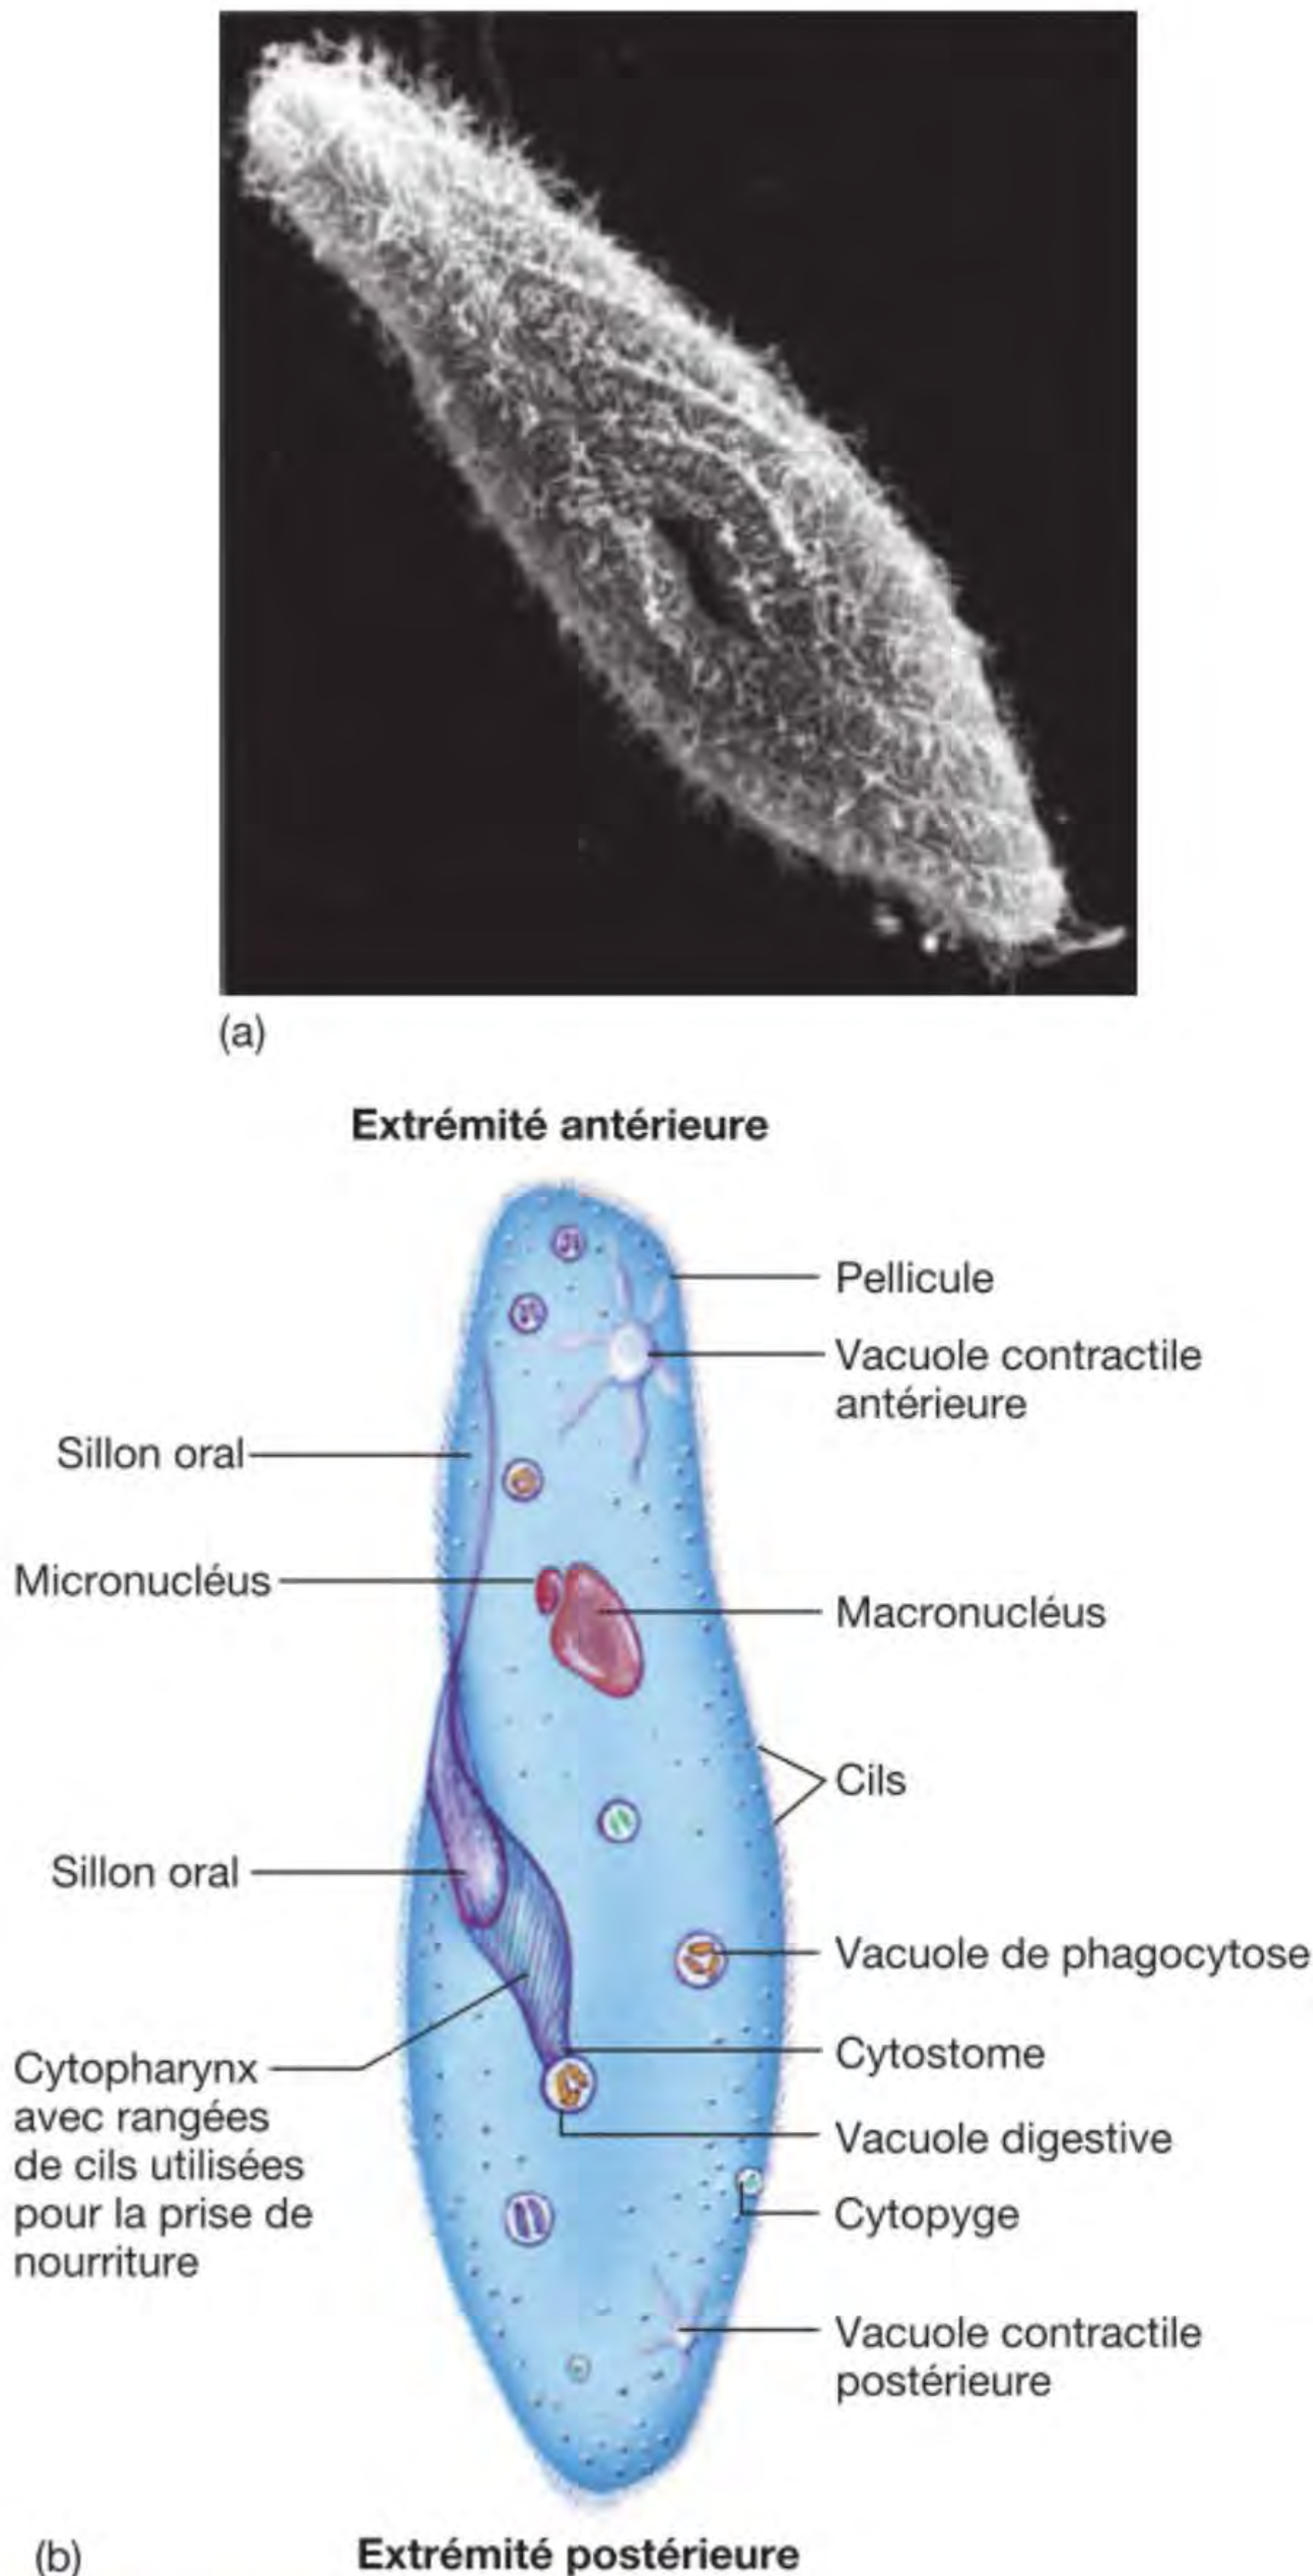 (a)
Extrémité antérieure
Pellicule
Vacuole contractile
antérieure
Sillon oral
Micronucléus
Macronucléus
Cils
Sillon oral
Vacuole de phagocytose
Cytostome
Cytopharynx
avec rangées
de cils utilisées
pour la prise de
nourriture
Vacuole digestive
Cytopyge
Vacuole contractile
postérieure
(b)
Extrémité postérieure